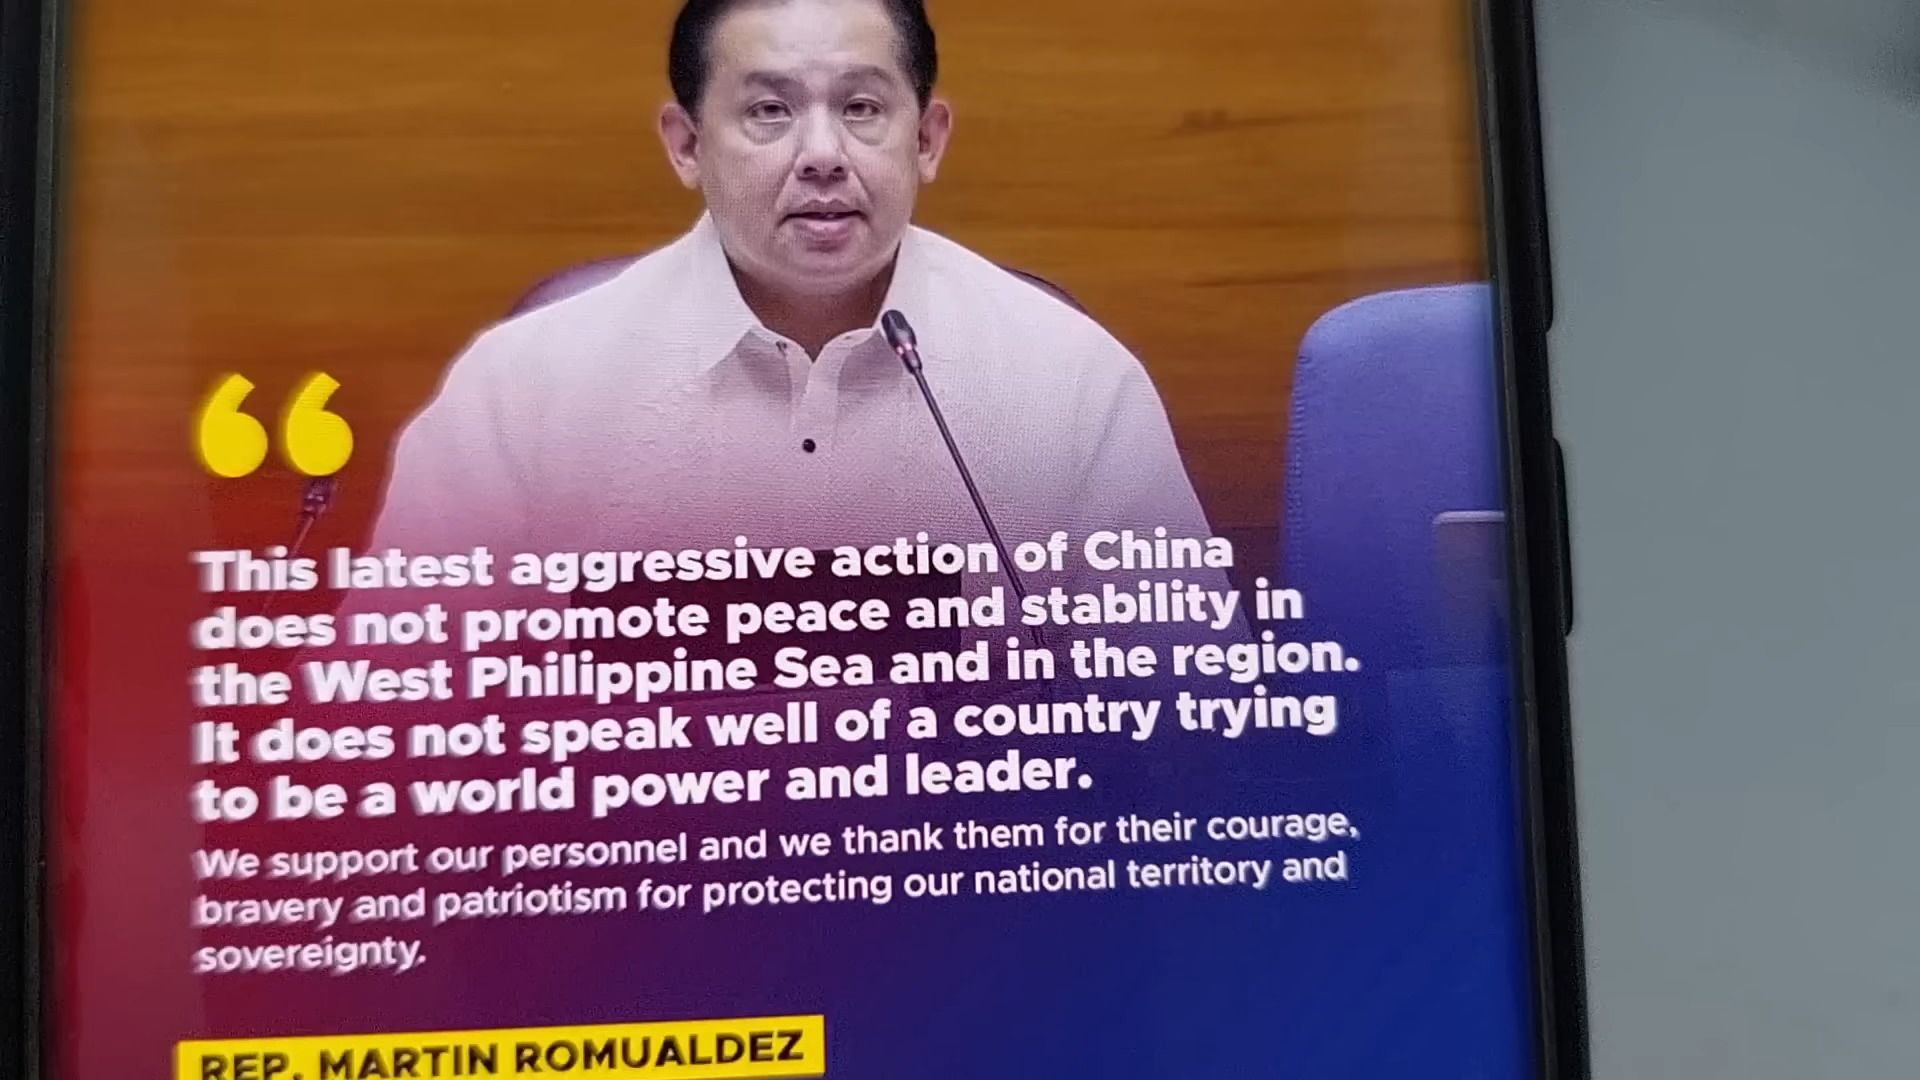 “
This latest aggressive action of China
does not promote peace and stability in
the West Philippine Sea and in the region.
It does not speak well of a country trying
to be a world power and leader.
We support our personnel and we thank them for their courage,
bravery and patriotism for protecting our national territory and
sovereignty.
REP. MARTIN ROMUALDEZ